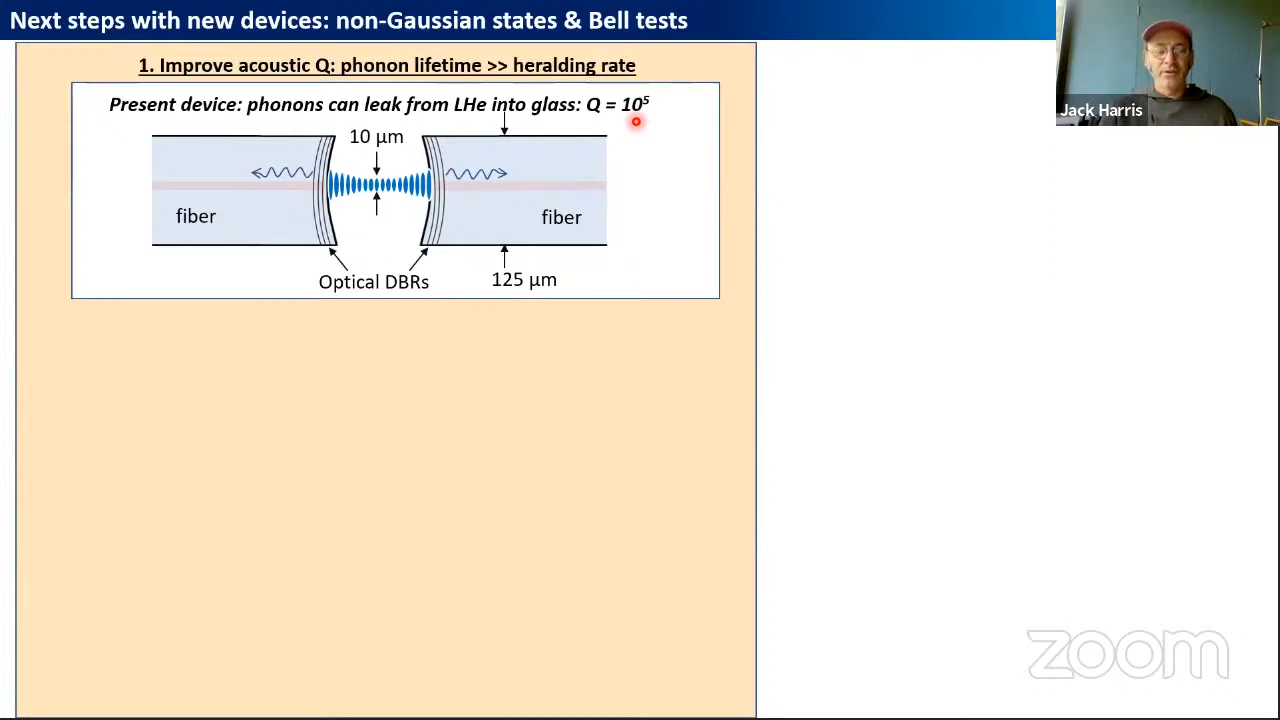 Next steps with new devices: non-Gaussian states & Bell tests
Jack Harris
1. Improve acoustic Q: phonon lifetime >> heralding rate
Present device: phonons can leak from LHe into glass: Q = 10⁵
10 µm
fiber
fiber
Optical DBRs
125 µm
zoom